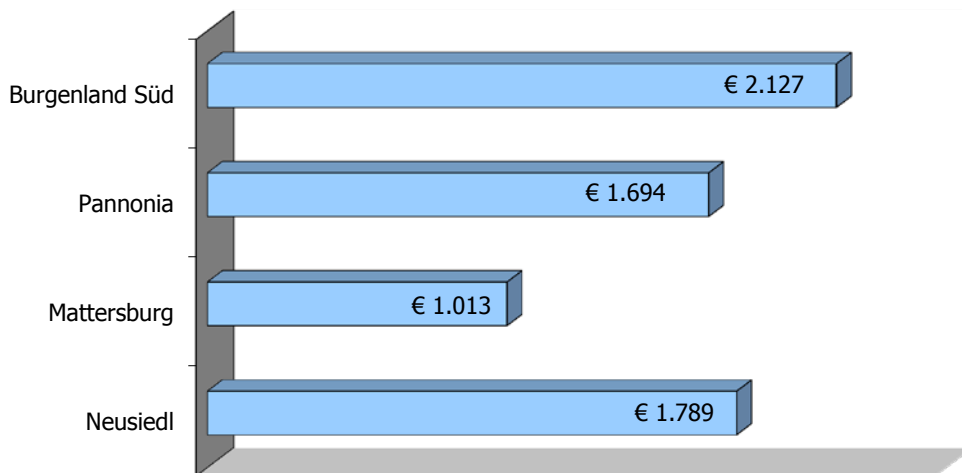 Burgenland Süd € 2.127
Pannonia € 1.694
Mattersburg € 1.013
Neusiedl € 1.789